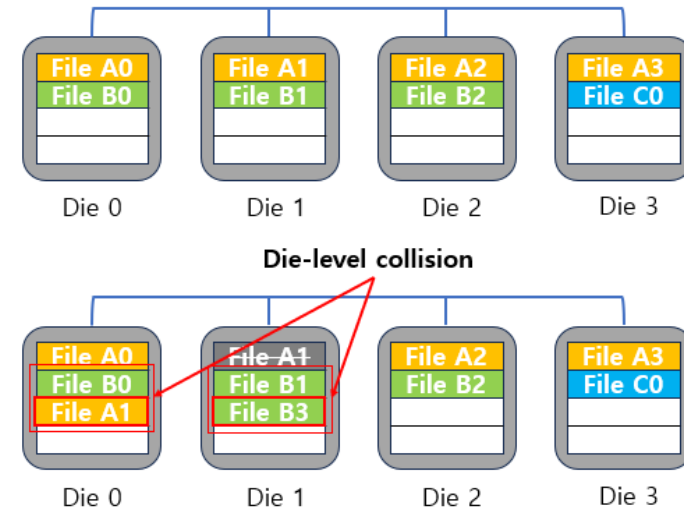 File A0 File A1 File A2 File A3
File B0 File B1 File B2 File C0
Die 0 Die 1 Die 2 Die 3
Die-level collision
File A0 File A1 File A2 File A3
File B0 File B1 File B2 File C0
File A1 File B3
Die 0 Die 1 Die 2 Die 3